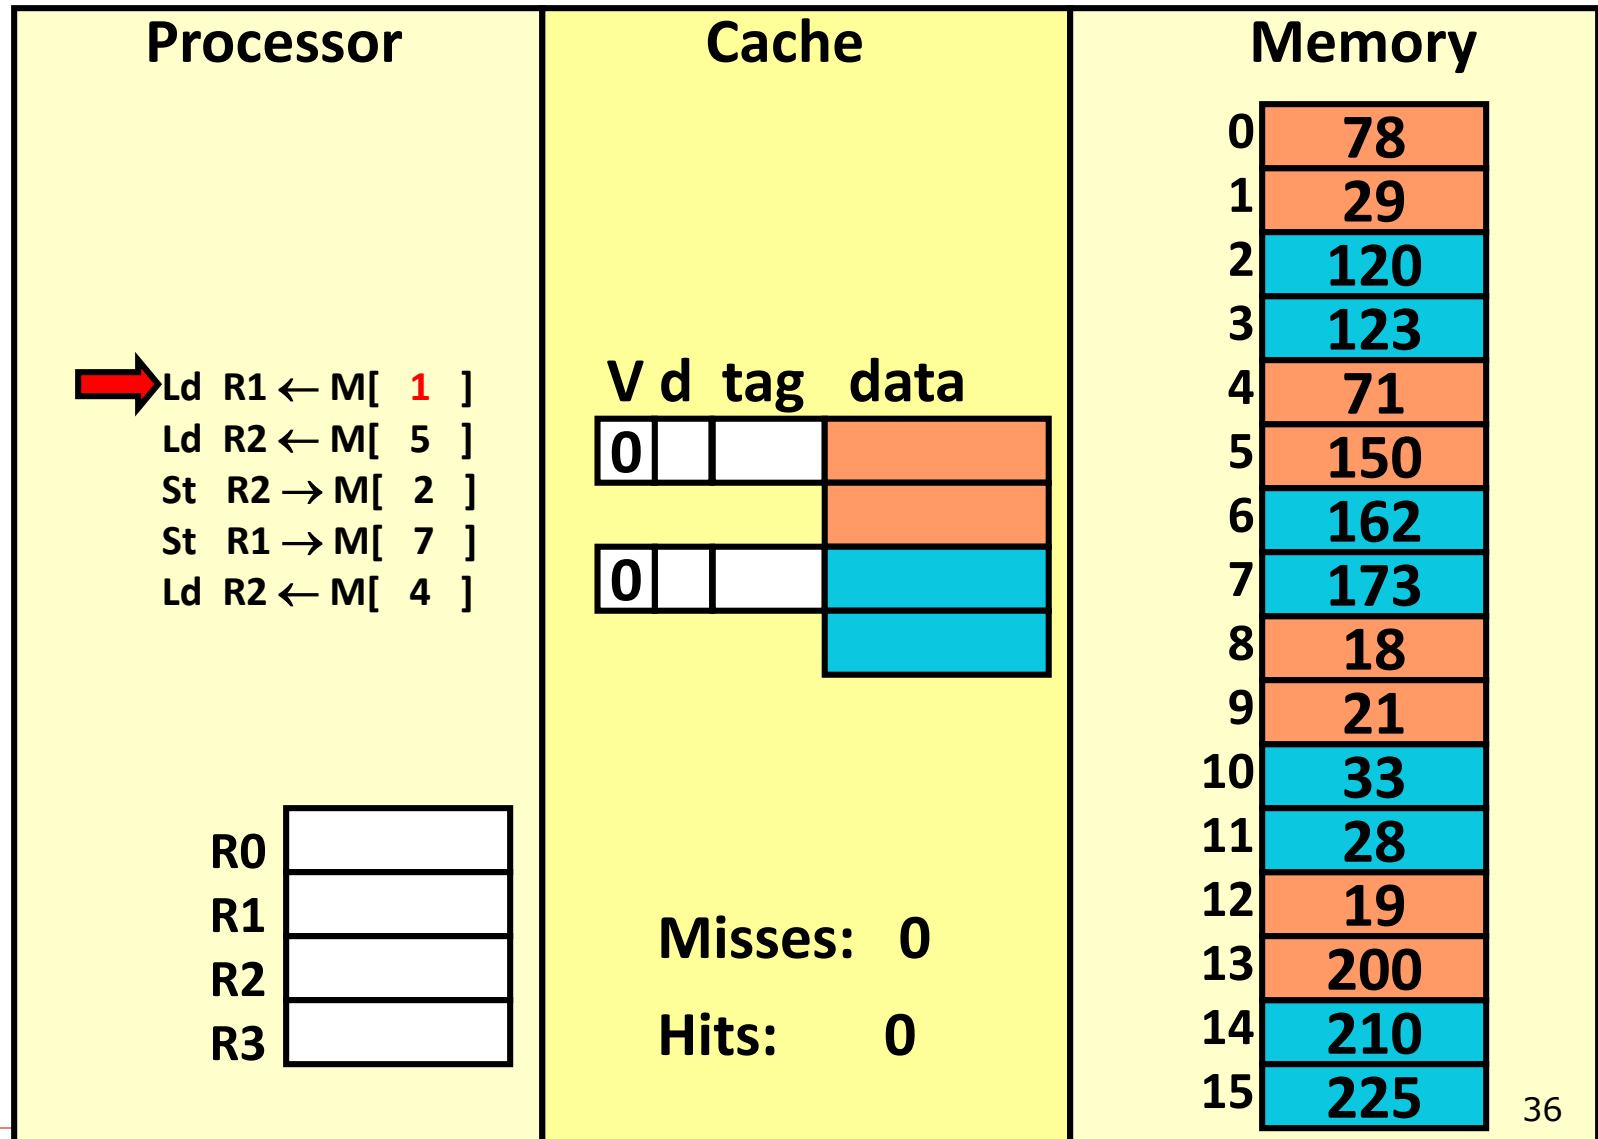 Processor
Ld R1 ← M[ 1 ]
Ld R2 ← M[ 5 ]
St R2 → M[ 2 ]
St R1 → M[ 7 ]
Ld R2 ← M[ 4 ]
R0
R1
R2
R3
Cache
V d tag data
0
0
Misses: 0
Hits: 0
Memory
0 78
1 29
2 120
3 123
4 71
5 150
6 162
7 173
8 18
9 21
10 33
11 28
12 19
13 200
14 210
15 225
36